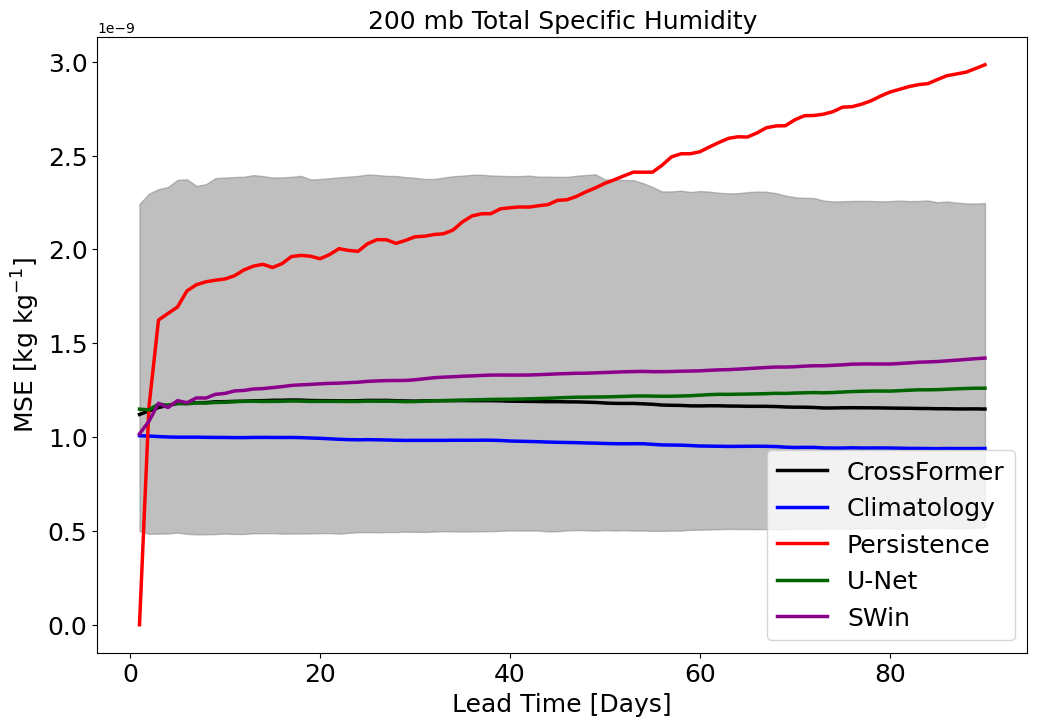 200 mb Total Specific Humidity
1e−9
MSE [kg kg⁻¹]
3.0
2.5
2.0
1.5
1.0
0.5
0.0
0 20 40 60 80
Lead Time [Days]
CrossFormer
Climatology
Persistence
U-Net
SWin